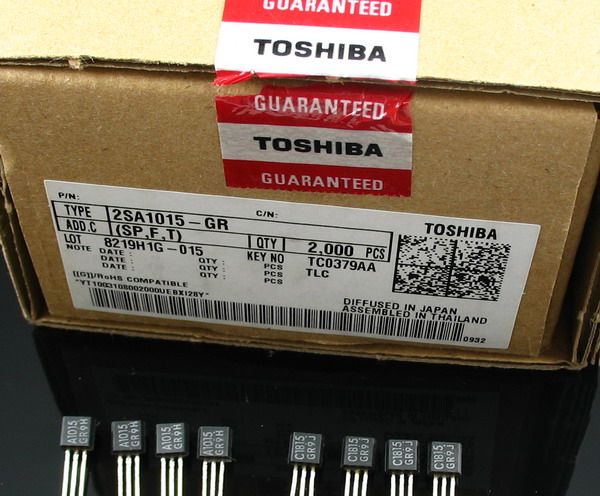 GUARANTEED
TOSHIBA
GUARANTEED
TOSHIBA
GUARANTEED
P/N:
TYPE 2SA1015-GR C/N:
ADD.C (SP,F,T)
LOT 8219H1G-015 QTY 2.000 PCS
NOTE DATE : KEY NO TC0379AA
DATE : QTY : PCS TLC
DATE : QTY : PCS
QTY : PCS
[[G]]/RoHS COMPATIBLE
*YT1003108002000UEBXI28Y*
TOSHIBA
DIFFUSED IN JAPAN
ASSEMBLED IN THAILAND
0932
A1015
GR9H
A1015
GR9H
A1015
GR9H
A1015
GR9H
C1815
GR9J
C1815
GR9J
C1815
GR9J
C1815
GR9J